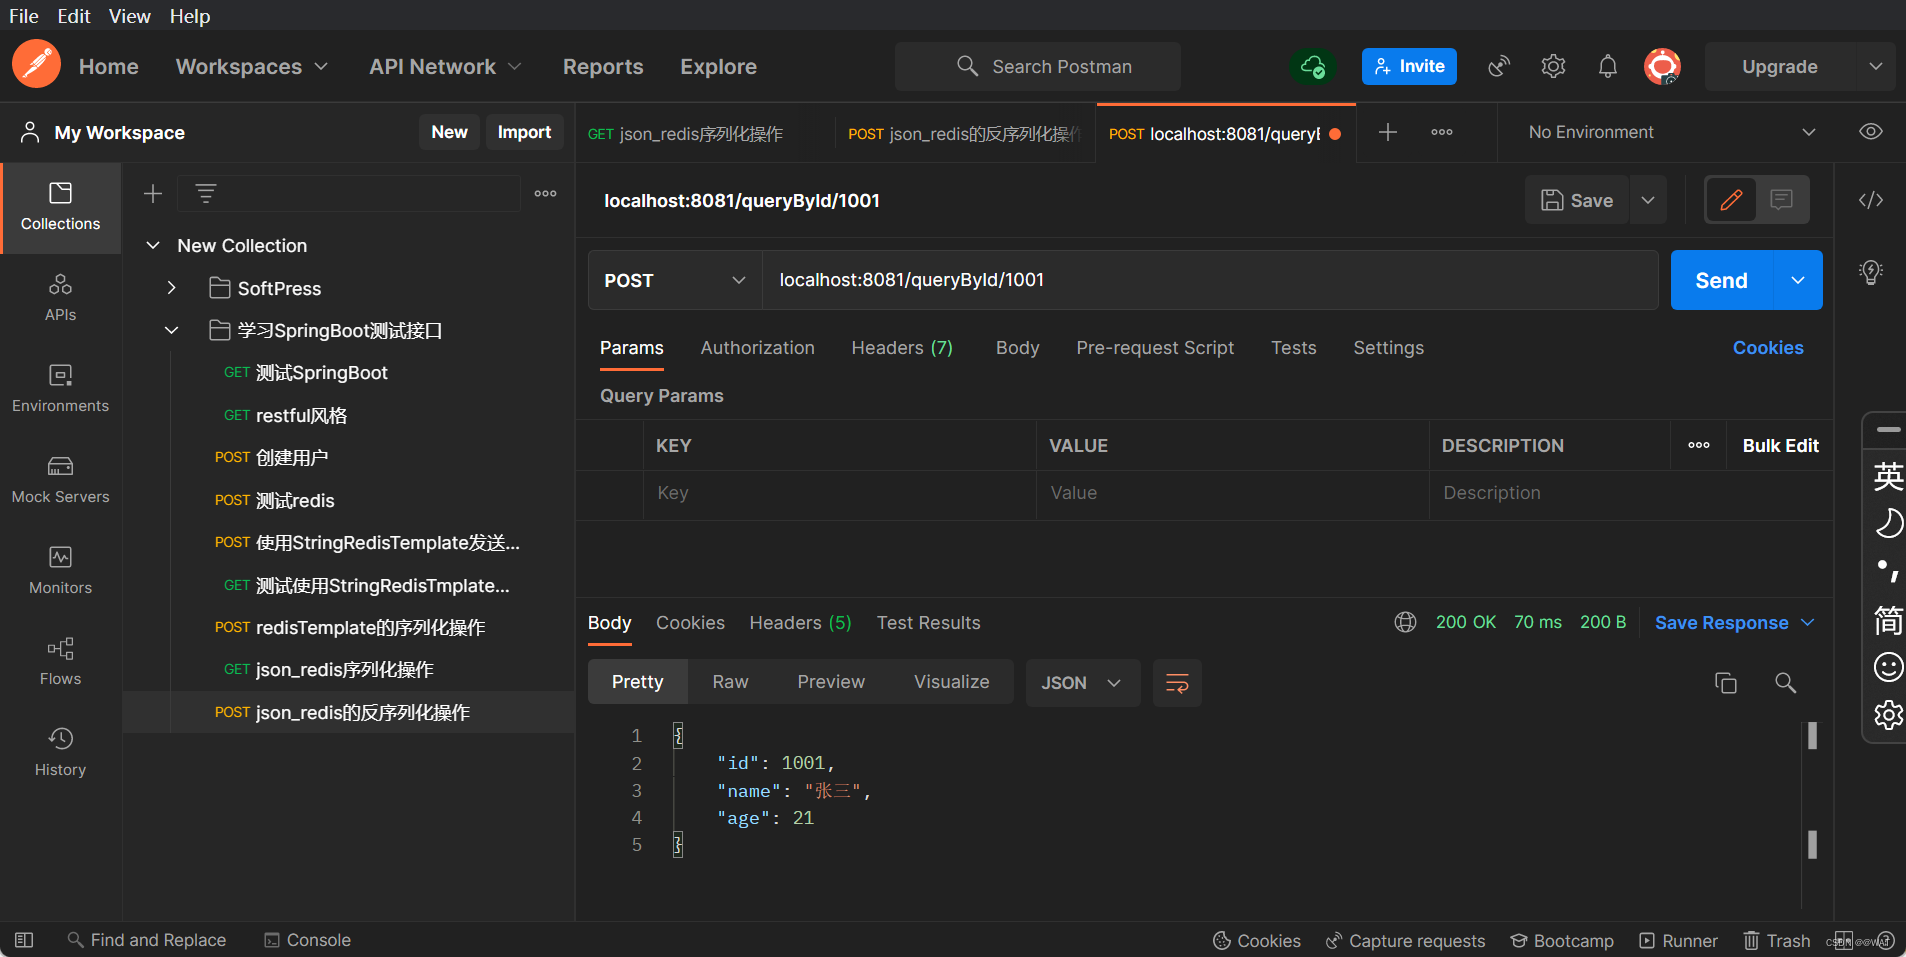 File Edit View Help
Home Workspaces API Network Reports Explore Search Postman Invite Upgrade
My Workspace New Import
GET json_redis序列化操作 POST json_redis的反序列化操作 POST localhost:8081/queryB No Environment
Collections
APIs
Environments
Mock Servers
Monitors
Flows
History
New Collection
SoftPress
学习SpringBoot测试接口
GET 测试SpringBoot
GET restful风格
POST 创建用户
POST 测试redis
POST 使用StringRedisTemplate发送...
GET 测试使用StringRedisTmplate...
POST redisTemplate的序列化操作
GET json_redis序列化操作
POST json_redis的反序列化操作
localhost:8081/queryById/1001 Save
POST localhost:8081/queryById/1001 Send
Params Authorization Headers (7) Body Pre-request Script Tests Settings Cookies
Query Params
KEY VALUE DESCRIPTION Bulk Edit
Key Value Description
Body Cookies Headers (5) Test Results 200 OK 70 ms 200 B Save Response
Pretty Raw Preview Visualize JSON
1 {
2 "id": 1001,
3 "name": "张三",
4 "age": 21
5 }
英
简
Find and Replace Console Cookies Capture requests Bootcamp Runner Trash